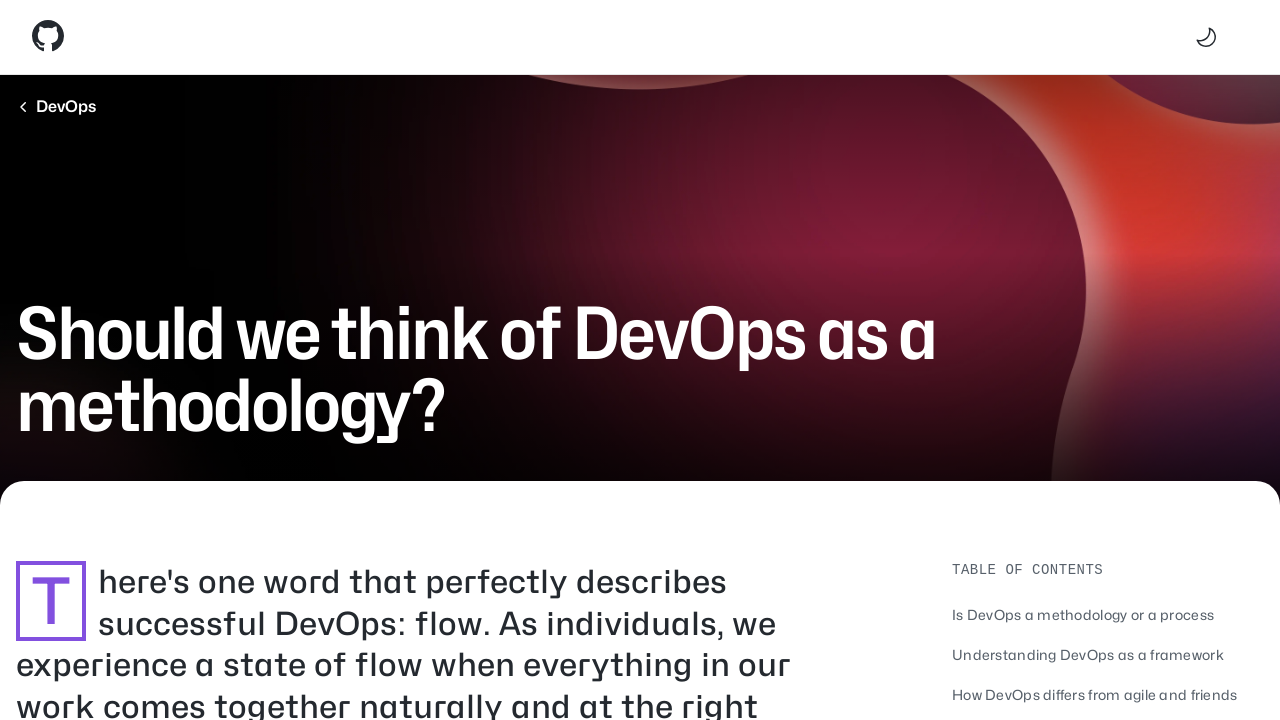 DevOps
Should we think of DevOps as a
methodology?
There's one word that perfectly describes
successful DevOps: flow. As individuals, we
experience a state of flow when everything in our
work comes together naturally and at the right
TABLE OF CONTENTS
Is DevOps a methodology or a process
Understanding DevOps as a framework
How DevOps differs from agile and friends